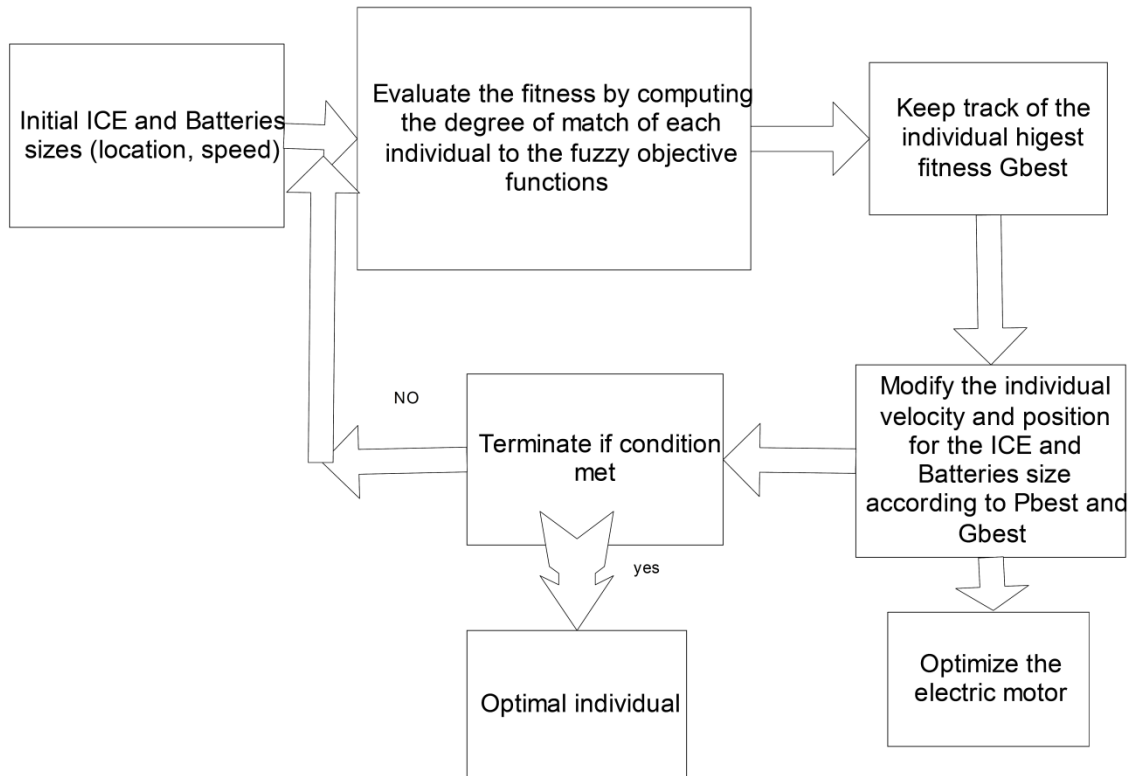 Initial ICE and Batteries
sizes (location, speed)
Evaluate the fitness by computing
the degree of match of each
individual to the fuzzy objective
functions
Keep track of the
individual higest
fitness Gbest
Modify the individual
velocity and position
for the ICE and
Batteries size
according to Pbest and
Gbest
NO
Terminate if condition
met
yes
Optimize the
electric motor
Optimal individual